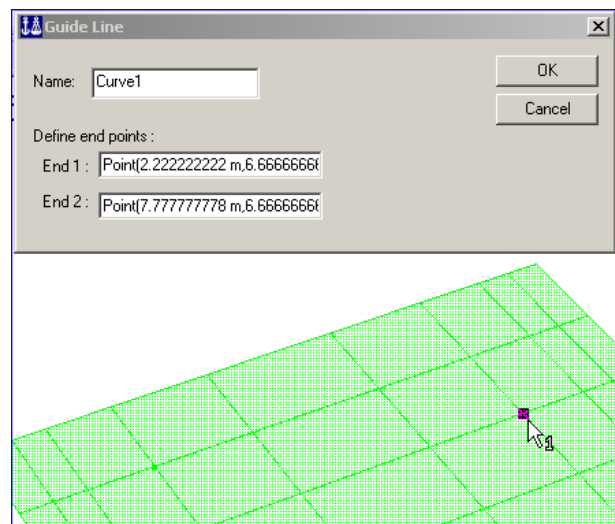 Guide Line
Name: Curve1
OK
Cancel
Define end points :
End 1 : Point(2.222222222 m,6.66666666
End 2 : Point(7.777777778 m,6.66666666
1